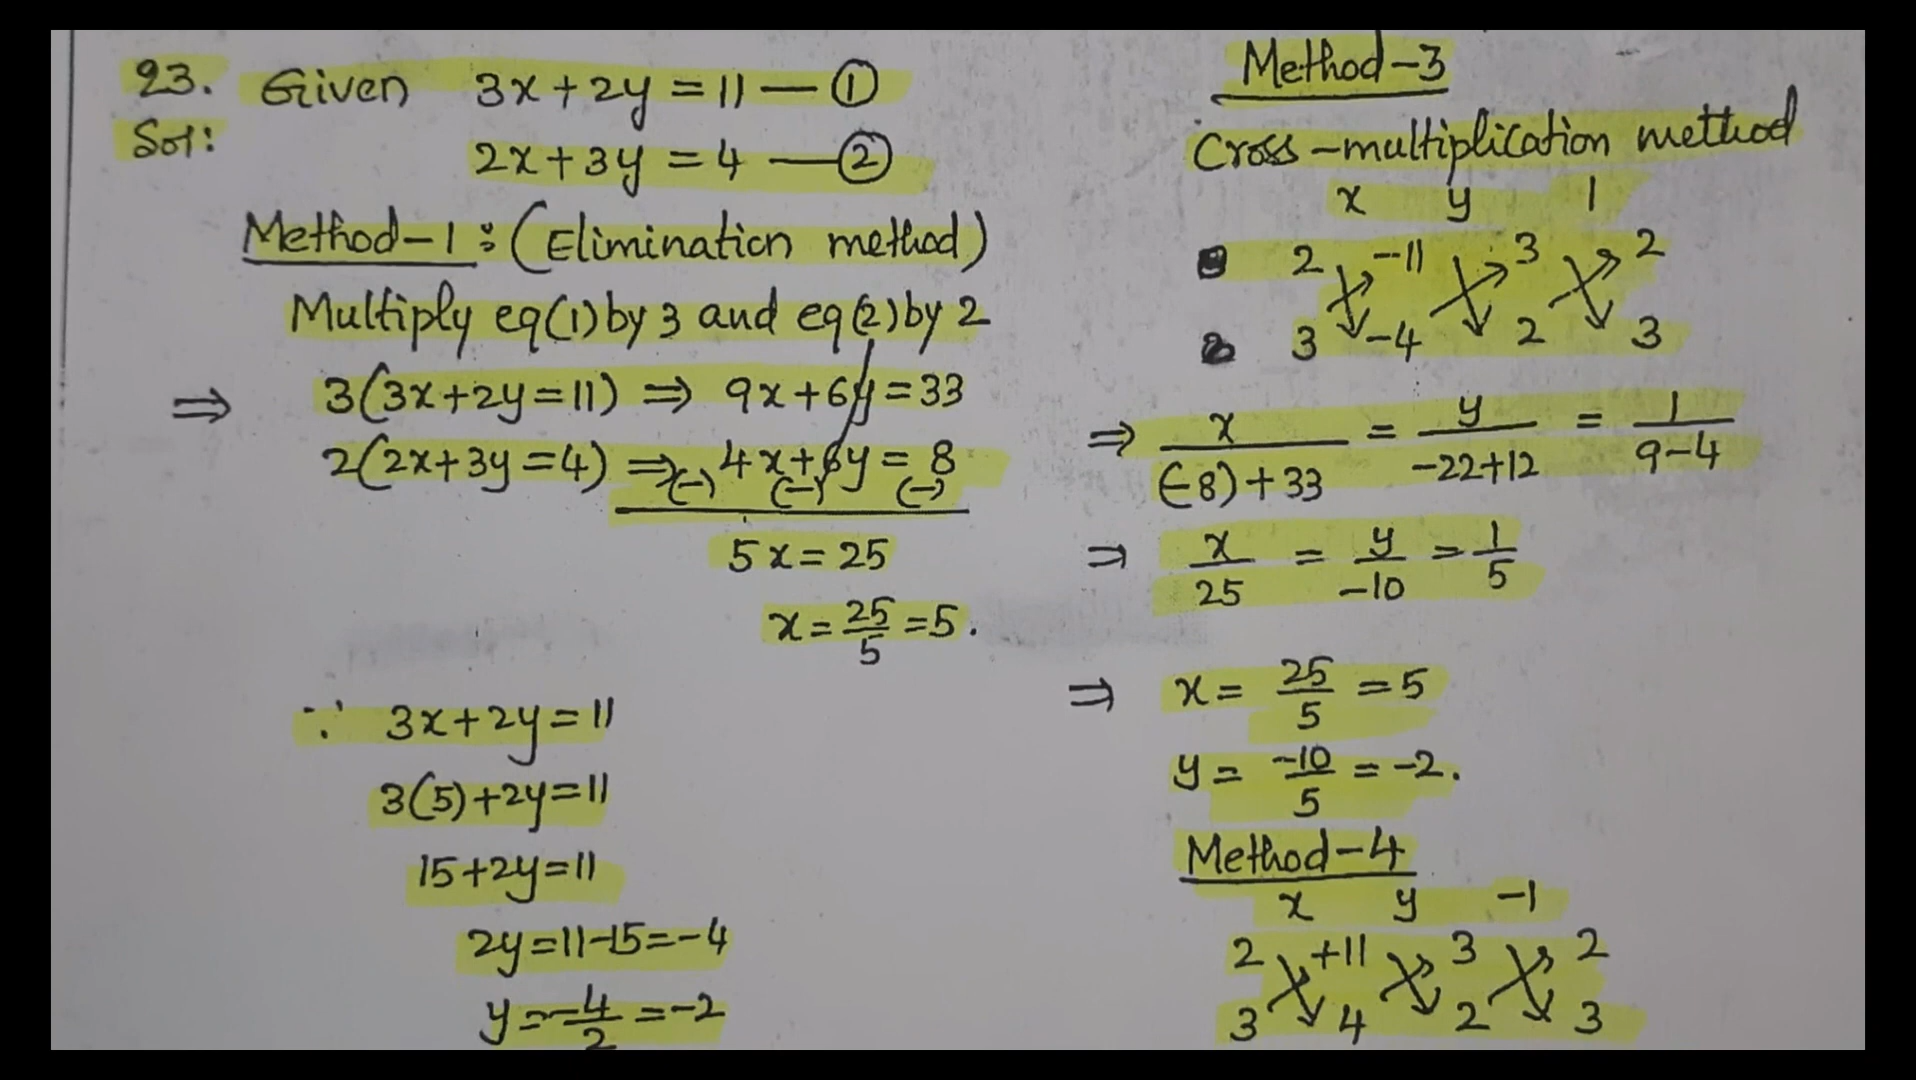 23. Given 3x+2y=11 — ①
Sol: 2x+3y=4 — ②
Method-1: (Elimination method)
Multiply eq(1) by 3 and eq(2) by 2
⇒ 3(3x+2y=11) ⇒ 9x+6y=33
2(2x+3y=4) ⇒ 4x+6y=8
(-) (-) (-)
5x=25
x=25/5=5.
∵ 3x+2y=11
3(5)+2y=11
15+2y=11
2y=11-15=-4
y=-4/2=-2
Method-3
Cross-multiplication method
x y 1
2 -11 3 2
3 -4 2 3
⇒ x/(-8)+33 = y/-22+12 = 1/9-4
⇒ x/25 = y/-10 = 1/5
⇒ x=25/5=5
y=-10/5=-2.
Method-4
x y -1
2 +11 3 2
3 4 2 3